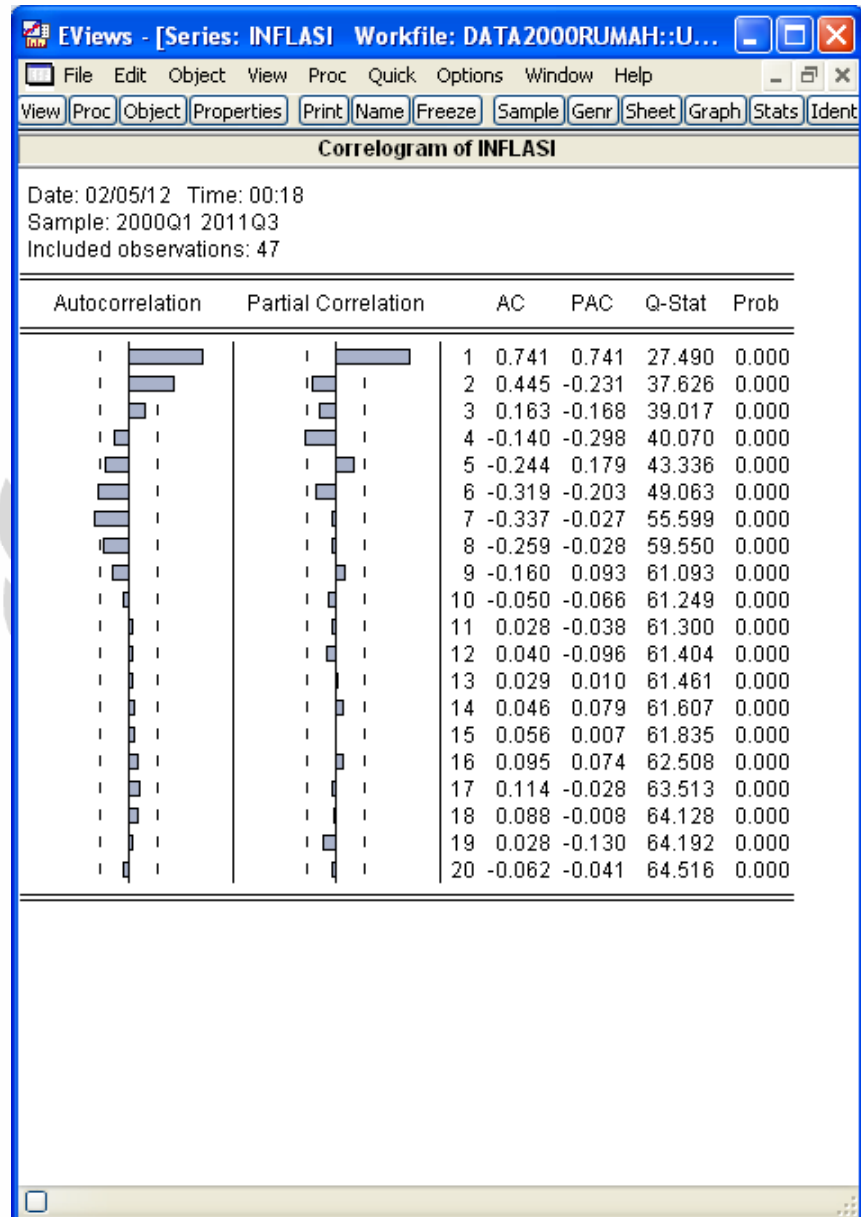 EViews - [Series: INFLASI Workfile: DATA2000RUMAH::U...
File Edit Object View Proc Quick Options Window Help
View Proc Object Properties Print Name Freeze Sample Genr Sheet Graph Stats Ident
Correlogram of INFLASI
Date: 02/05/12 Time: 00:18
Sample: 2000Q1 2011Q3
Included observations: 47
Autocorrelation Partial Correlation AC PAC Q-Stat Prob
1 0.741 0.741 27.490 0.000
2 0.445 -0.231 37.626 0.000
3 0.163 -0.168 39.017 0.000
4 -0.140 -0.298 40.070 0.000
5 -0.244 0.179 43.336 0.000
6 -0.319 -0.203 49.063 0.000
7 -0.337 -0.027 55.599 0.000
8 -0.259 -0.028 59.550 0.000
9 -0.160 0.093 61.093 0.000
10 -0.050 -0.066 61.249 0.000
11 0.028 -0.038 61.300 0.000
12 0.040 -0.096 61.404 0.000
13 0.029 0.010 61.461 0.000
14 0.046 0.079 61.607 0.000
15 0.056 0.007 61.835 0.000
16 0.095 0.074 62.508 0.000
17 0.114 -0.028 63.513 0.000
18 0.088 -0.008 64.128 0.000
19 0.028 -0.130 64.192 0.000
20 -0.062 -0.041 64.516 0.000